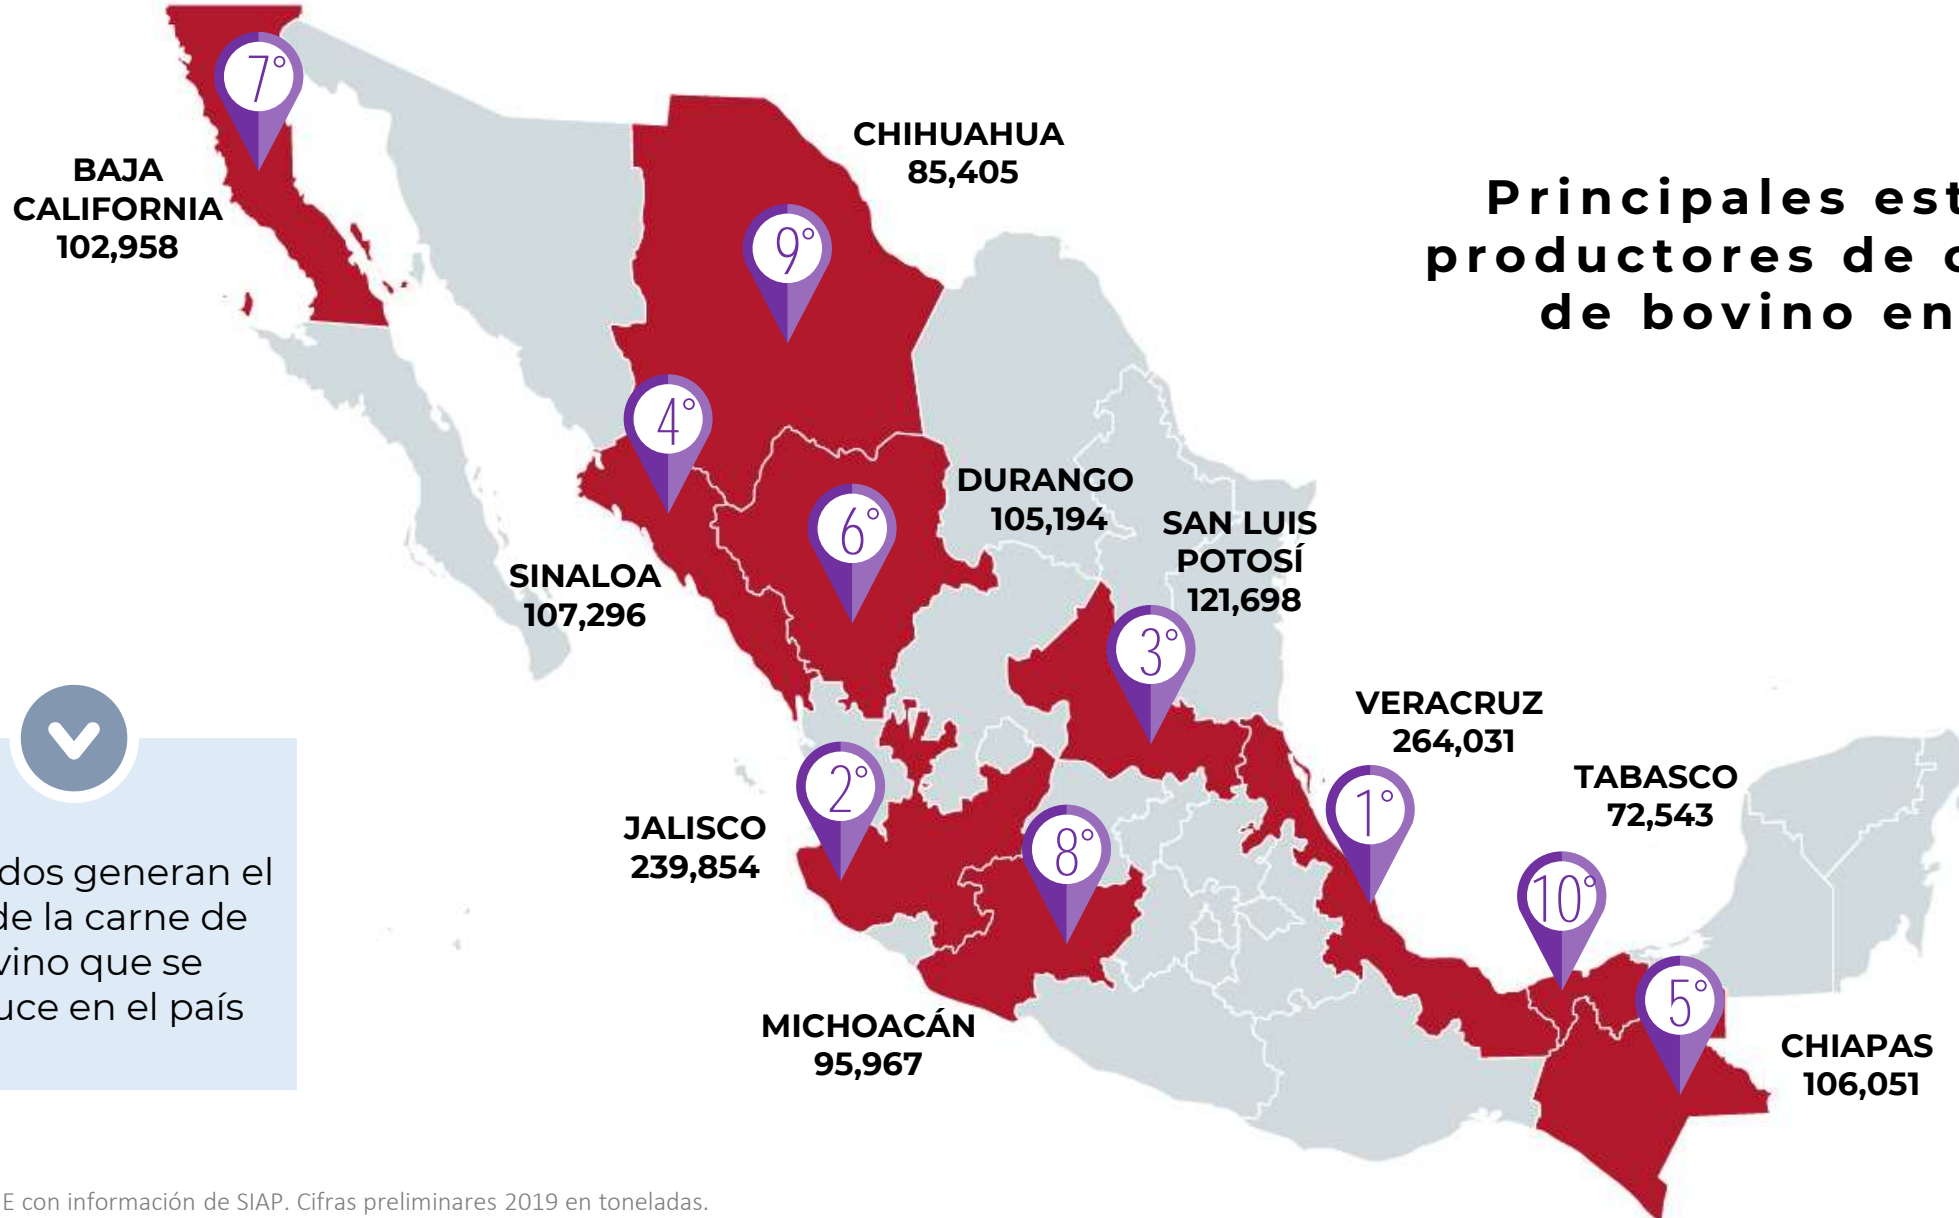 Principales est
productores de
de bovino en
7°
BAJA
CALIFORNIA
102,958
CHIHUAHUA
85,405
9°
4°
SINALOA
107,296
6°
DURANGO
105,194
SAN LUIS
POTOSÍ
121,698
3°
VERACRUZ
264,031
1°
TABASCO
72,543
10°
2°
JALISCO
239,854
8°
MICHOACÁN
95,967
5°
CHIAPAS
106,051
dos generan el
de la carne de
vino que se
uce en el país
E con información de SIAP. Cifras preliminares 2019 en toneladas.